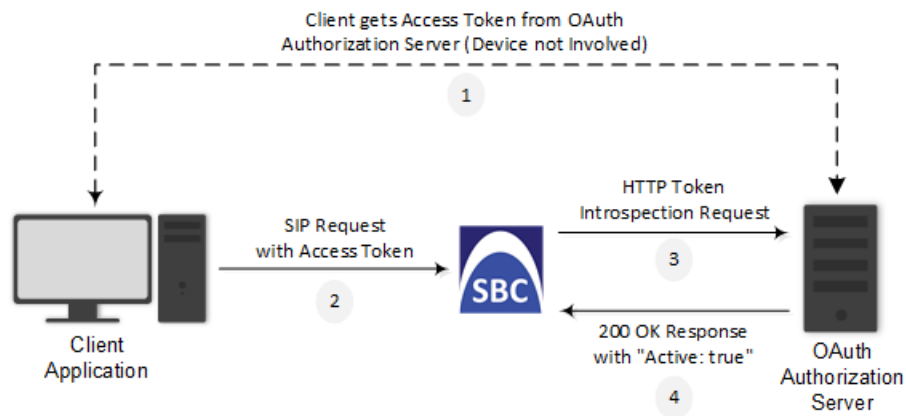 Client gets Access Token from OAuth
Authorization Server (Device not Involved)
1
SIP Request
with Access Token
2
SBC
HTTP Token
Introspection Request
3
200 OK Response
with "Active: true"
4
Client
Application
OAuth
Authorization
Server